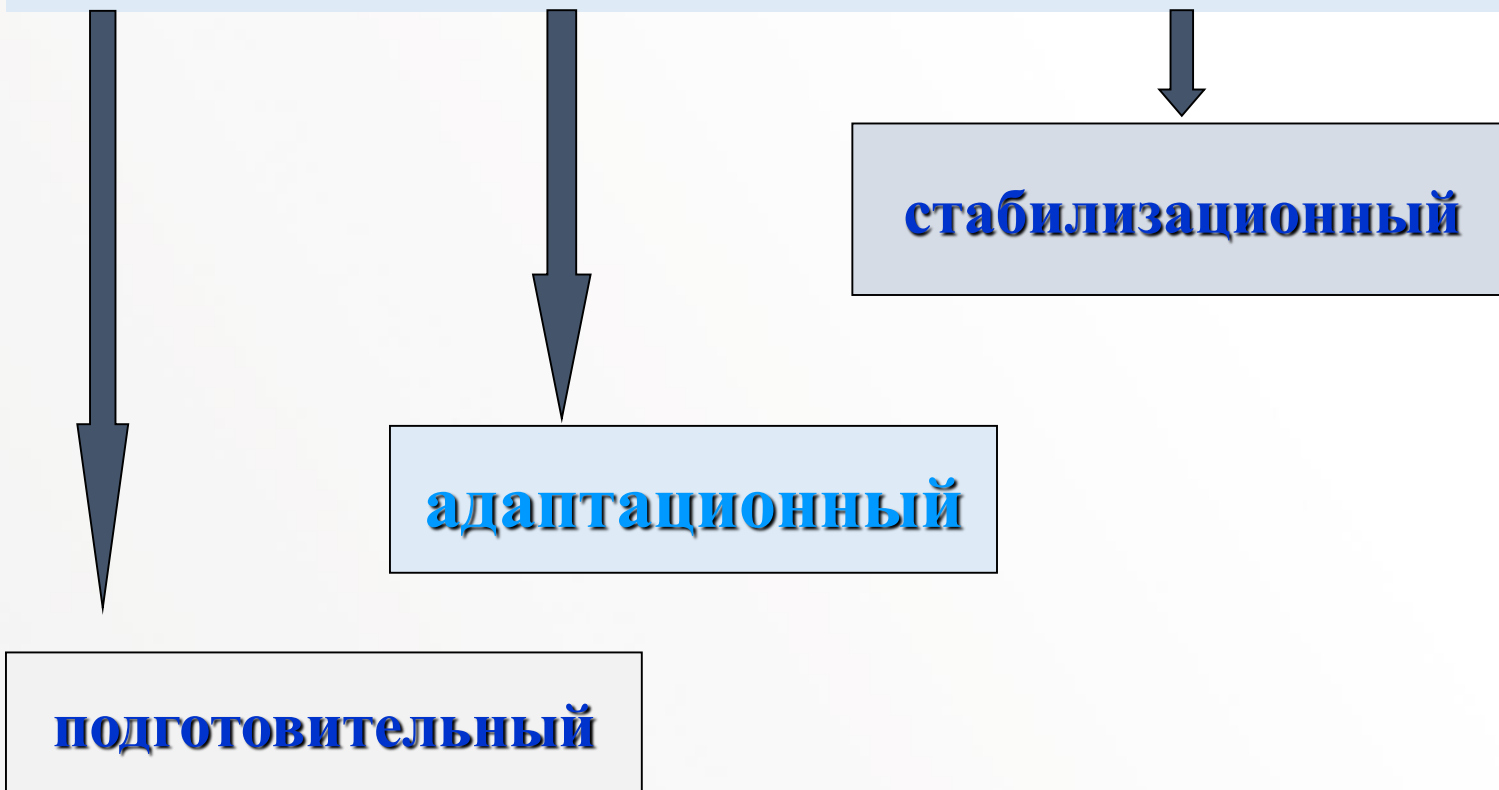 стабилизационный
адаптационный
подготовительный